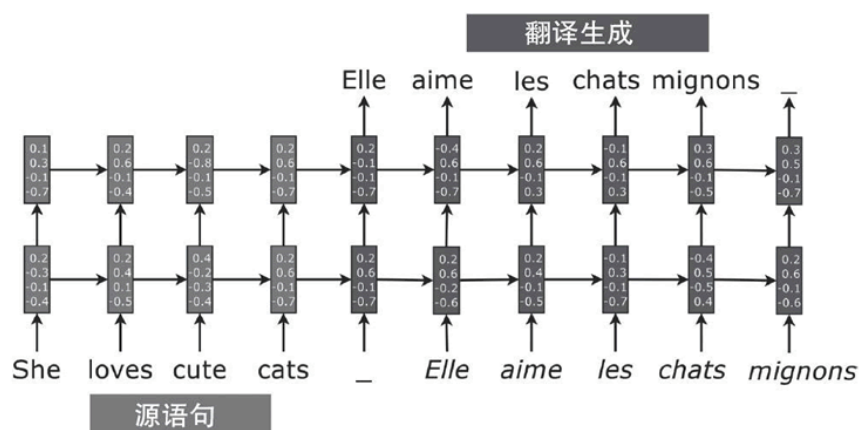 翻译生成
Elle aime les chats mignons _
0.1 0.2 0.2 0.2 0.2 -0.4 0.2 -0.1 0.3 0.3
0.3 0.6 -0.8 0.6 -0.1 0.6 0.6 0.6 0.6 0.5
-0.1 -0.1 -0.1 -0.1 -0.1 -0.1 -0.1 -0.1 -0.1 -0.1
-0.7 -0.4 -0.5 -0.7 -0.7 -0.7 0.3 0.3 -0.5 -0.7
0.2 0.2 0.4 0.2 0.2 0.2 0.2 -0.1 -0.4 0.2
-0.3 0.4 -0.2 0.6 0.6 0.6 0.4 0.3 0.5 0.6
-0.1 0.1 -0.3 -0.1 -0.1 -0.2 -0.1 -0.1 0.5 -0.1
-0.4 -0.5 -0.4 -0.7 -0.7 -0.6 -0.5 -0.7 0.4 -0.6
She loves cute cats _ Elle aime les chats mignons
源语句